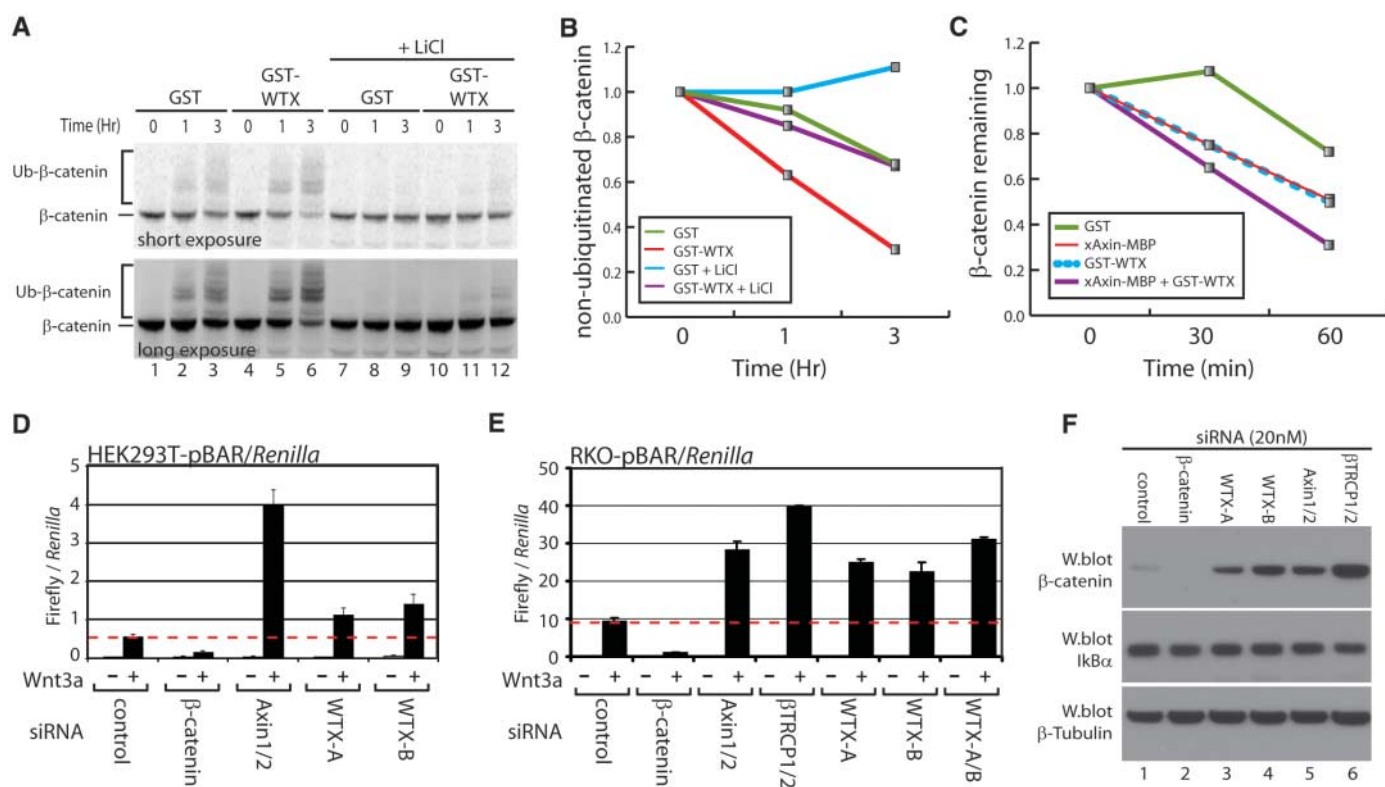 A
+ LiCl
GST
GST-WTX
GST
GST-WTX
Time (Hr) 0 1 3 0 1 3 0 1 3 0 1 3
Ub-β-catenin
β-catenin
short exposure
Ub-β-catenin
β-catenin
long exposure
1 2 3 4 5 6 7 8 9 10 11 12
B
non-ubiquitinated β-catenin
1.2
1.0
0.8
0.6
0.4
0.2
0.0
GST
GST-WTX
GST + LiCl
GST-WTX + LiCl
0 1 3
Time (Hr)
C
β-catenin remaining
1.2
1.0
0.8
0.6
0.4
0.2
0.0
GST
xAxin-MBP
GST-WTX
xAxin-MBP + GST-WTX
0 30 60
Time (min)
D
HEK293T-pBAR/Renilla
Firefly / Renilla
5
4
3
2
1
0
Wnt3a − + − + − + − + − +
siRNA
control
β-catenin
Axin1/2
WTX-A
WTX-B
E
RKO-pBAR/Renilla
Firefly / Renilla
50
40
30
20
10
0
Wnt3a − + − + − + − + − + − + − +
siRNA
control
β-catenin
Axin1/2
βTRCP1/2
WTX-A
WTX-B
WTX-A/B
F
siRNA (20nM)
control
β-catenin
WTX-A
WTX-B
Axin1/2
βTRCP1/2
W.blot
β-catenin
W.blot
IkBα
W.blot
β-Tubulin
1 2 3 4 5 6